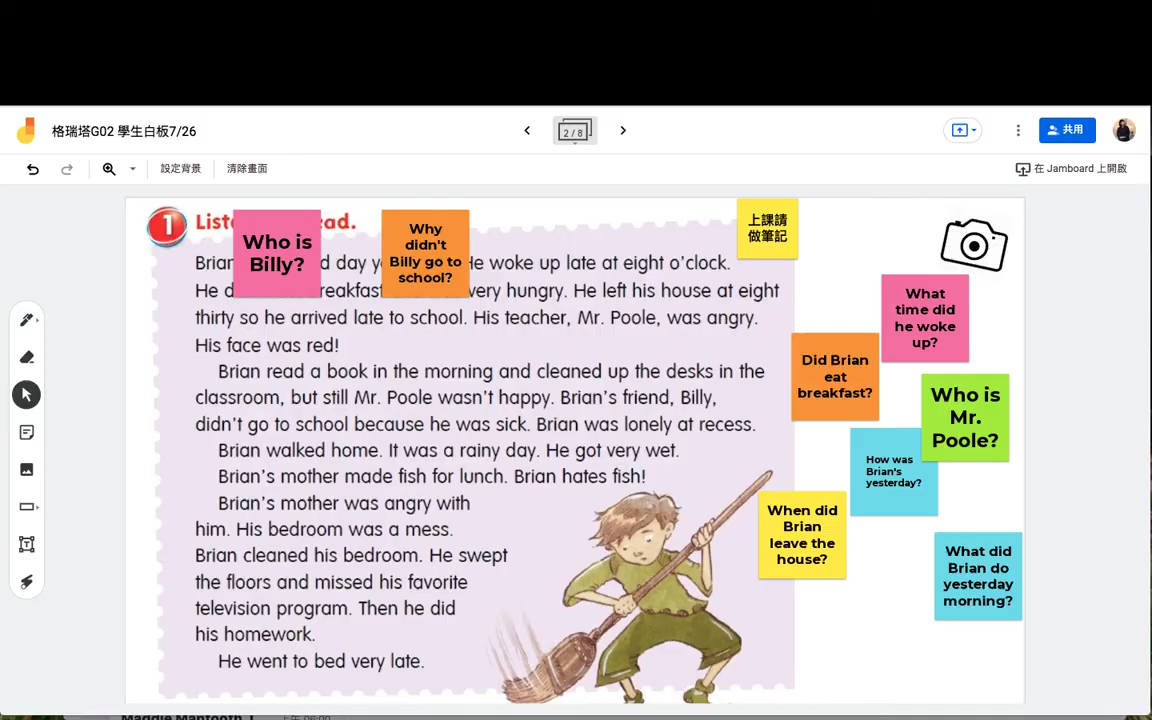 格瑞塔G02 學生白板7/26
2 / 8
共用
設定背景
清除畫面
在 Jamboard 上開啟
1
Who is
Billy?
Why
didn't
Billy go to
school?
上課請
做筆記
Brian d day He woke up late at eight o'clock.
He very hungry. He left his house at eight
thirty so he arrived late to school. His teacher, Mr. Poole, was angry.
His face was red!
Brian read a book in the morning and cleaned up the desks in the
classroom, but still Mr. Poole wasn't happy. Brian's friend, Billy,
didn't go to school because he was sick. Brian was lonely at recess.
Brian walked home. It was a rainy day. He got very wet.
Brian's mother made fish for lunch. Brian hates fish!
Brian's mother was angry with
him. His bedroom was a mess.
Brian cleaned his bedroom. He swept
the floors and missed his favorite
television program. Then he did
his homework.
He went to bed very late.
What
time did
he woke
up?
Did Brian
eat
breakfast?
Who is
Mr.
Poole?
How was
Brian's
yesterday?
When did
Brian
leave the
house?
What did
Brian do
yesterday
morning?